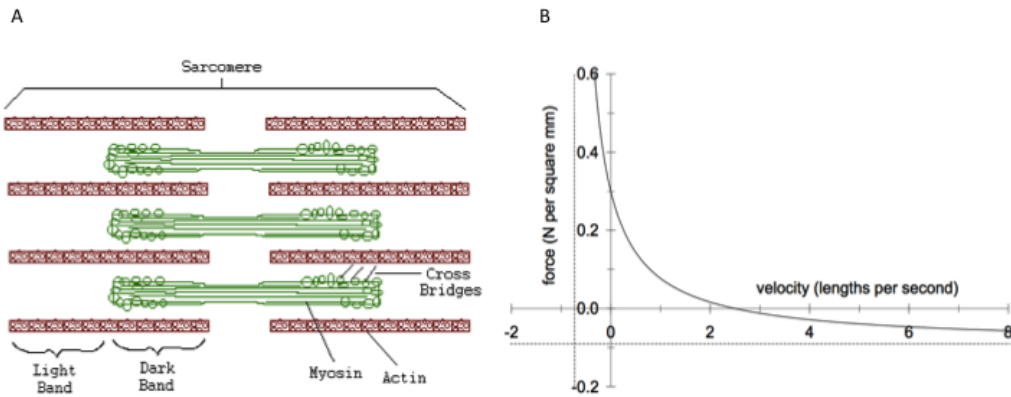 A
B
Sarcomere
Cross
Bridges
Light
Band
Dark
Band
Myosin
Actin
force (N per square mm)
0.6
0.4
0.2
0.0
-0.2
velocity (lengths per second)
-2
0
2
4
6
8